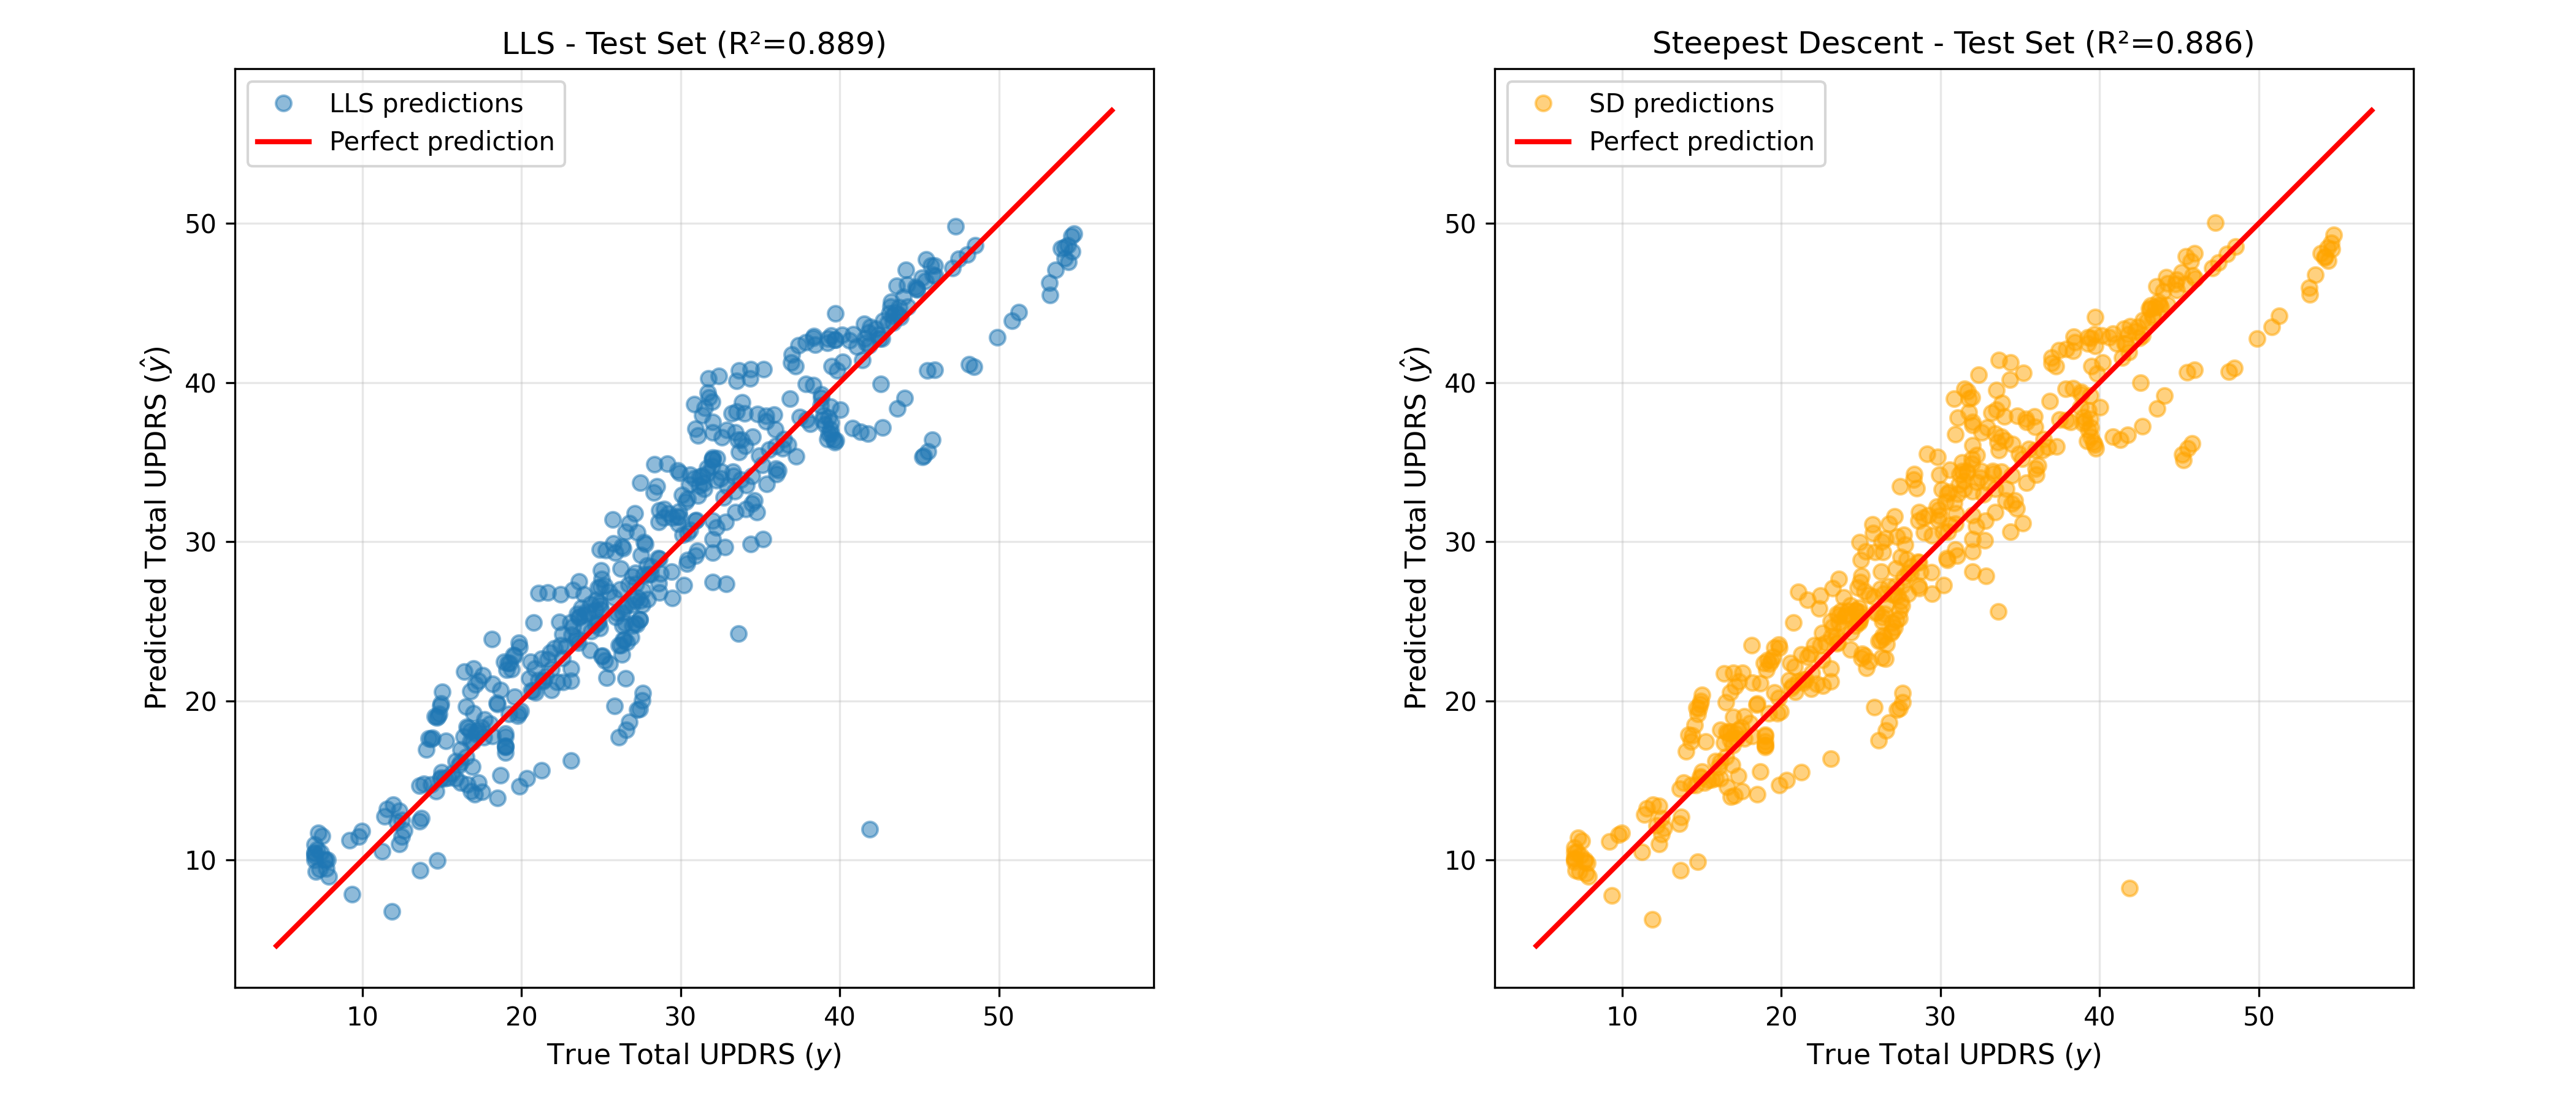 LLS - Test Set (R²=0.889)
LLS predictions
Perfect prediction
50
40
30
20
10
Predicted Total UPDRS (ŷ)
10 20 30 40 50
True Total UPDRS (y)
Steepest Descent - Test Set (R²=0.886)
SD predictions
Perfect prediction
50
40
30
20
10
Predicted Total UPDRS (ŷ)
10 20 30 40 50
True Total UPDRS (y)